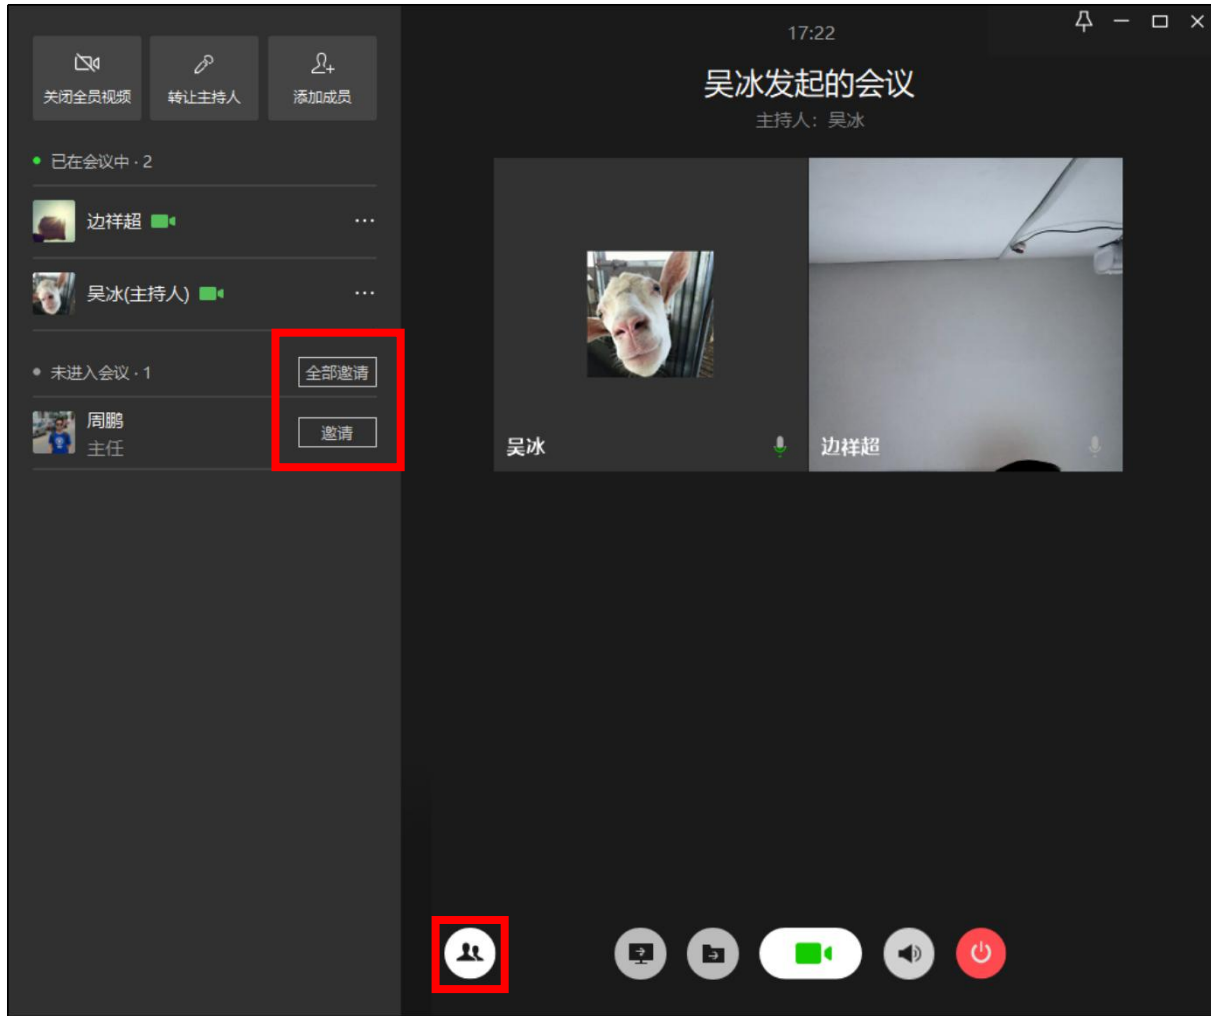 关闭全员视频
转让主持人
添加成员
已在会议中 · 2
边祥超
吴冰(主持人)
未进入会议 · 1
全部邀请
周鹏
主任
邀请
17:22
吴冰发起的会议
主持人：吴冰
吴冰
边祥超